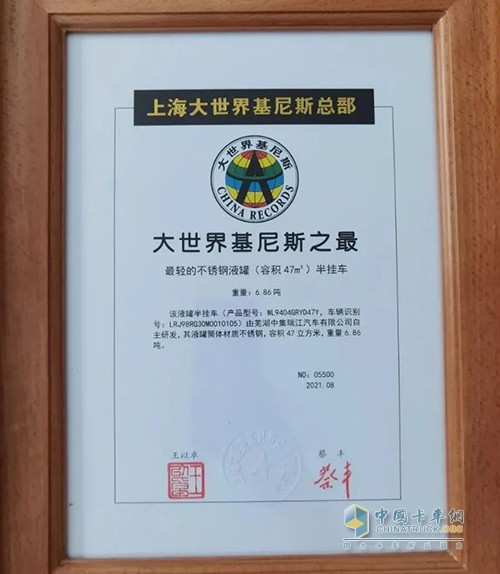 上海大世界基尼斯总部
大世界基尼斯
CHINA RECORDS
大世界基尼斯之最
最轻的不锈钢液罐（容积47m³）半挂车
重量：6.86吨
该液罐半挂车（产品型号：WL9404GRYD47Y，车辆识别
号：LRJ98RG30M0010105）由芜湖中集瑞江汽车有限公司自
主研发，其液罐筒体材质不锈钢，容积47立方米，重量6.86
吨。
NO：05500
2021.08
王以卓
蔡丰
蔡丰
中国卡车网
CHINATRUCK.ORG